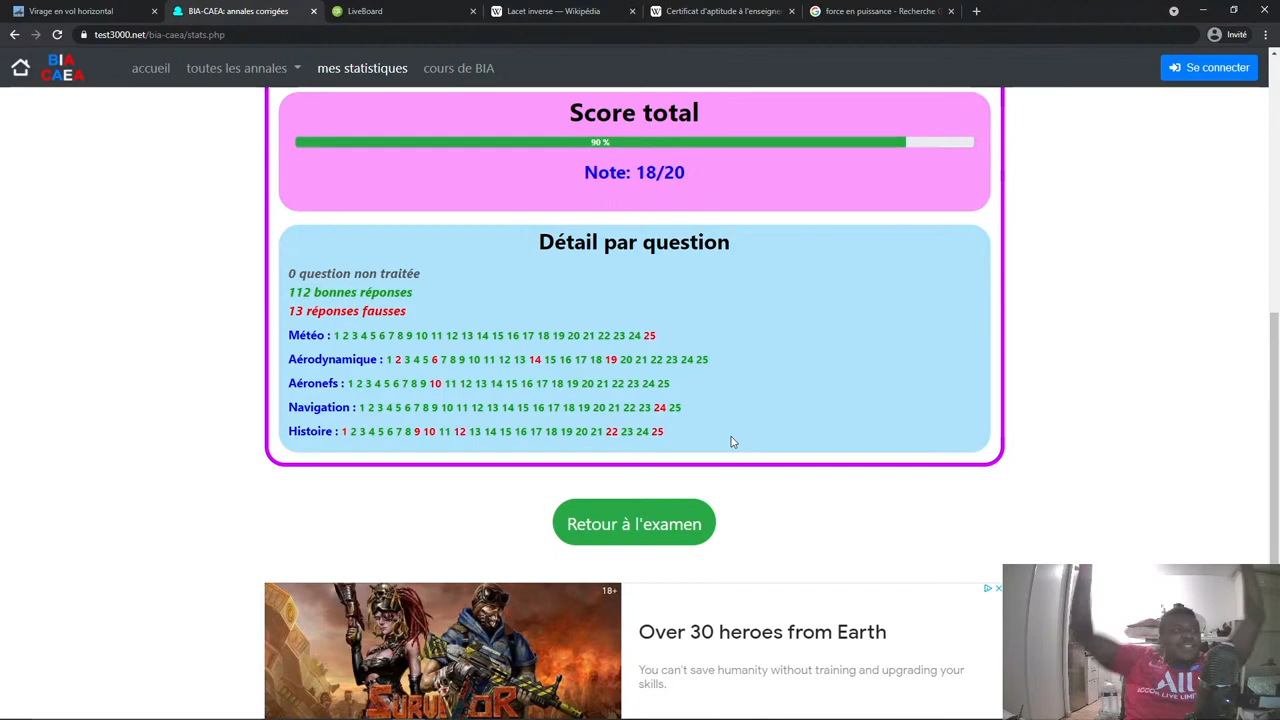 Virage en vol horizontal
BIA-CAEA: annales corrigées
LiveBoard
Lacet inverse — Wikipédia
Certificat d'aptitude à l'enseigne
force en puissance - Recherche G
test3000.net/bia-caea/stats.php
Invité
BIA
CAEA
accueil
toutes les annales
mes statistiques
cours de BIA
Se connecter
Score total
90 %
Note: 18/20
Détail par question
0 question non traitée
112 bonnes réponses
13 réponses fausses
Météo : 1 2 3 4 5 6 7 8 9 10 11 12 13 14 15 16 17 18 19 20 21 22 23 24 25
Aérodynamique : 1 2 3 4 5 6 7 8 9 10 11 12 13 14 15 16 17 18 19 20 21 22 23 24 25
Aéronefs : 1 2 3 4 5 6 7 8 9 10 11 12 13 14 15 16 17 18 19 20 21 22 23 24 25
Navigation : 1 2 3 4 5 6 7 8 9 10 11 12 13 14 15 16 17 18 19 20 21 22 23 24 25
Histoire : 1 2 3 4 5 6 7 8 9 10 11 12 13 14 15 16 17 18 19 20 21 22 23 24 25
Retour à l'examen
18+
SURVIVOR
Over 30 heroes from Earth
You can't save humanity without training and upgrading your
skills.
ALL
ACCOR LIVE LIMITLESS